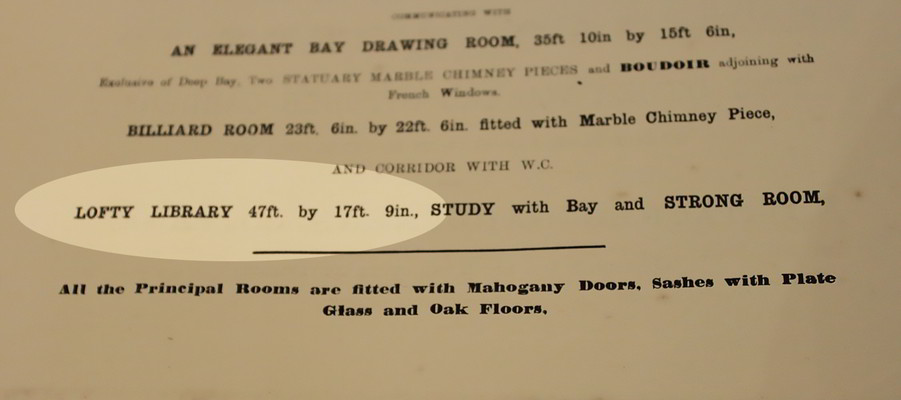 COMMUNICATING WITH
AN ELEGANT BAY DRAWING ROOM, 35ft 10in by 15ft 6in,
Exclusive of Deep Bay, Two STATUARY MARBLE CHIMNEY PIECES and BOUDOIR adjoining with
French Windows.
BILLIARD ROOM 23ft. 6in. by 22ft. 6in. fitted with Marble Chimney Piece,
AND CORRIDOR WITH W.C.
LOFTY LIBRARY 47ft. by 17ft. 9in., STUDY with Bay and STRONG ROOM,
All the Principal Rooms are fitted with Mahogany Doors, Sashes with Plate
Glass and Oak Floors,